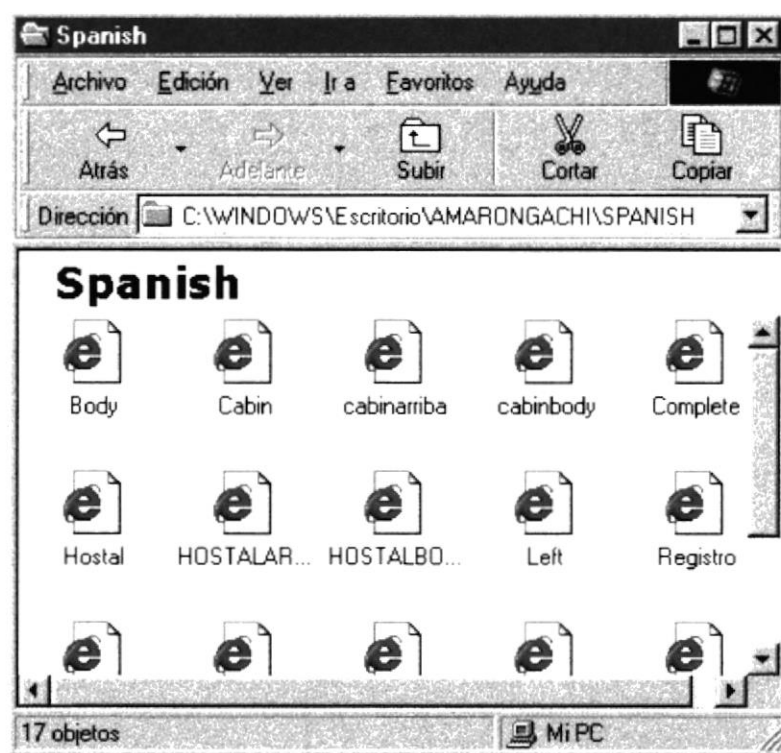 Spanish
Archivo Edición Ver Ir a Favoritos Ayuda
Atrás Adelante Subir Cortar Copiar
Dirección C:\WINDOWS\Escritorio\AMARONGACHI\SPANISH
Spanish
Body Cabin cabinarriba cabinbody Complete
Hostal HOSTALAR... HOSTALBO... Left Registro
17 objetos Mi PC